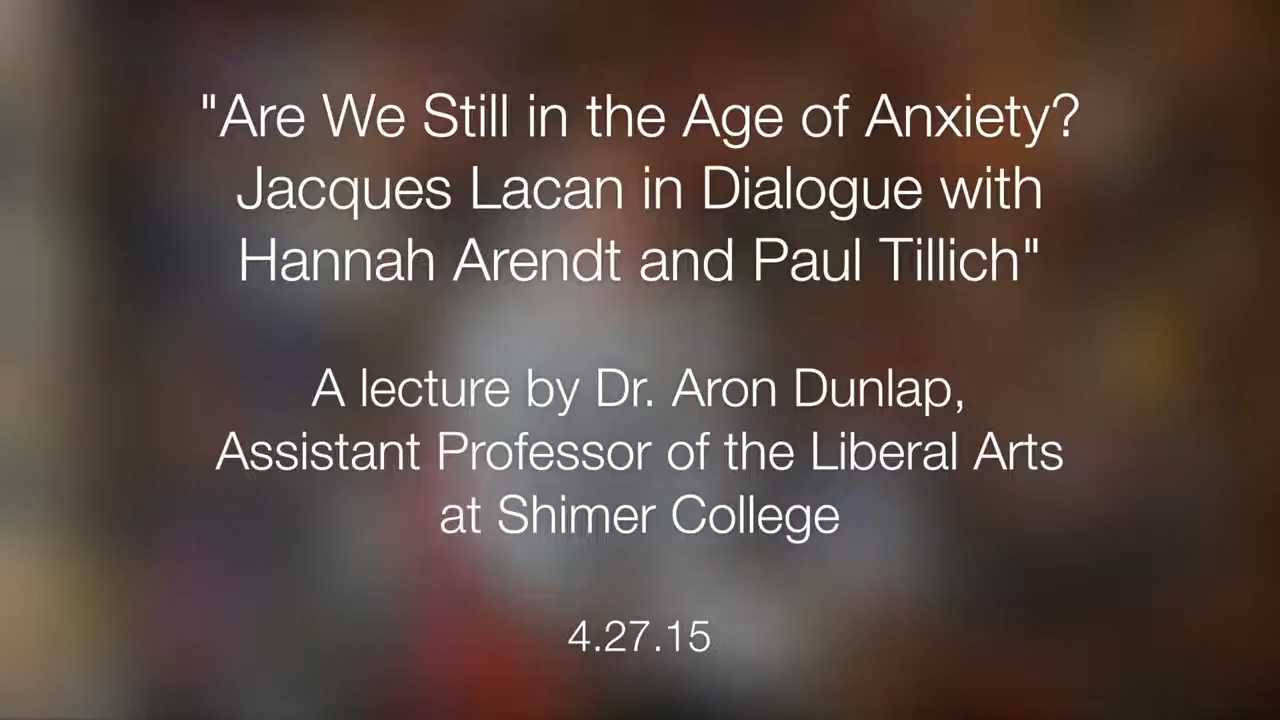 "Are We Still in the Age of Anxiety?
Jacques Lacan in Dialogue with
Hannah Arendt and Paul Tillich"
A lecture by Dr. Aron Dunlap,
Assistant Professor of the Liberal Arts
at Shimer College
4.27.15